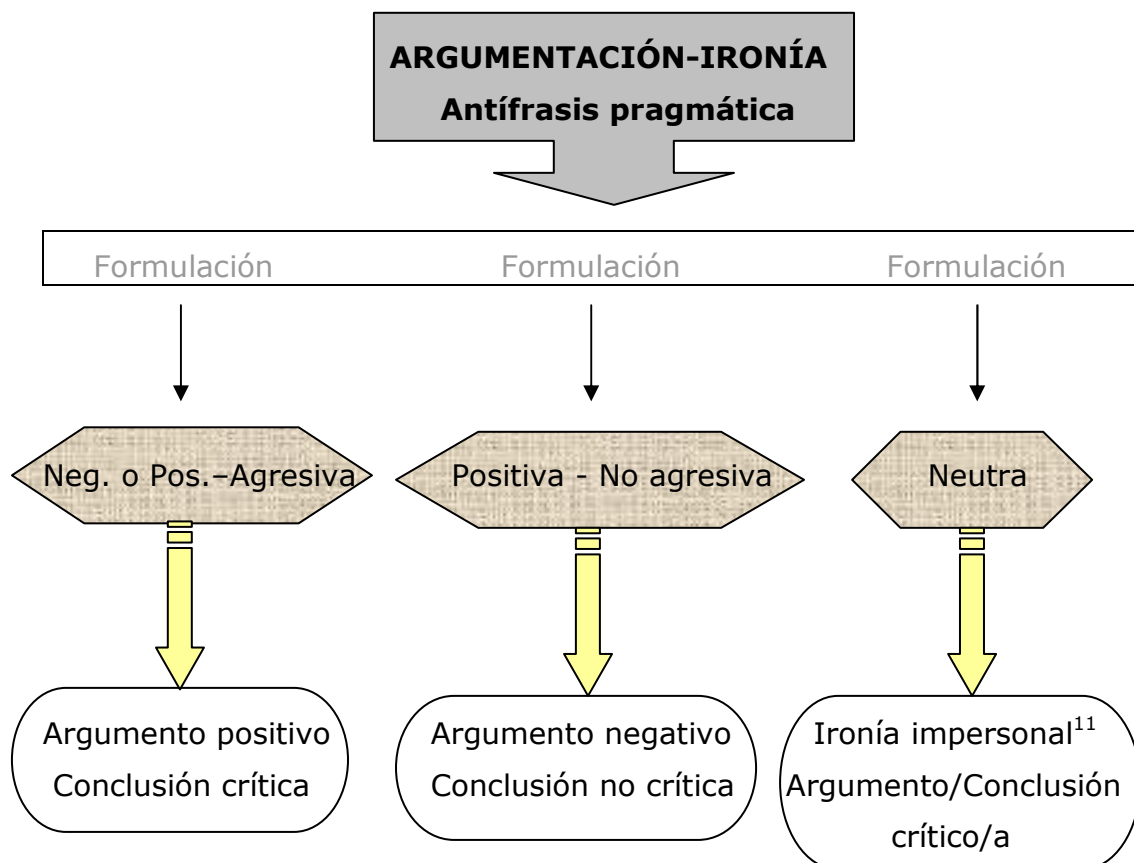 ARGUMENTACIÓN-IRONÍA
Antífrasis pragmática
Formulación
Formulación
Formulación
Neg. o Pos.–Agresiva
Positiva - No agresiva
Neutra
Argumento positivo
Conclusión crítica
Argumento negativo
Conclusión no crítica
Ironía impersonal¹¹
Argumento/Conclusión
crítico/a